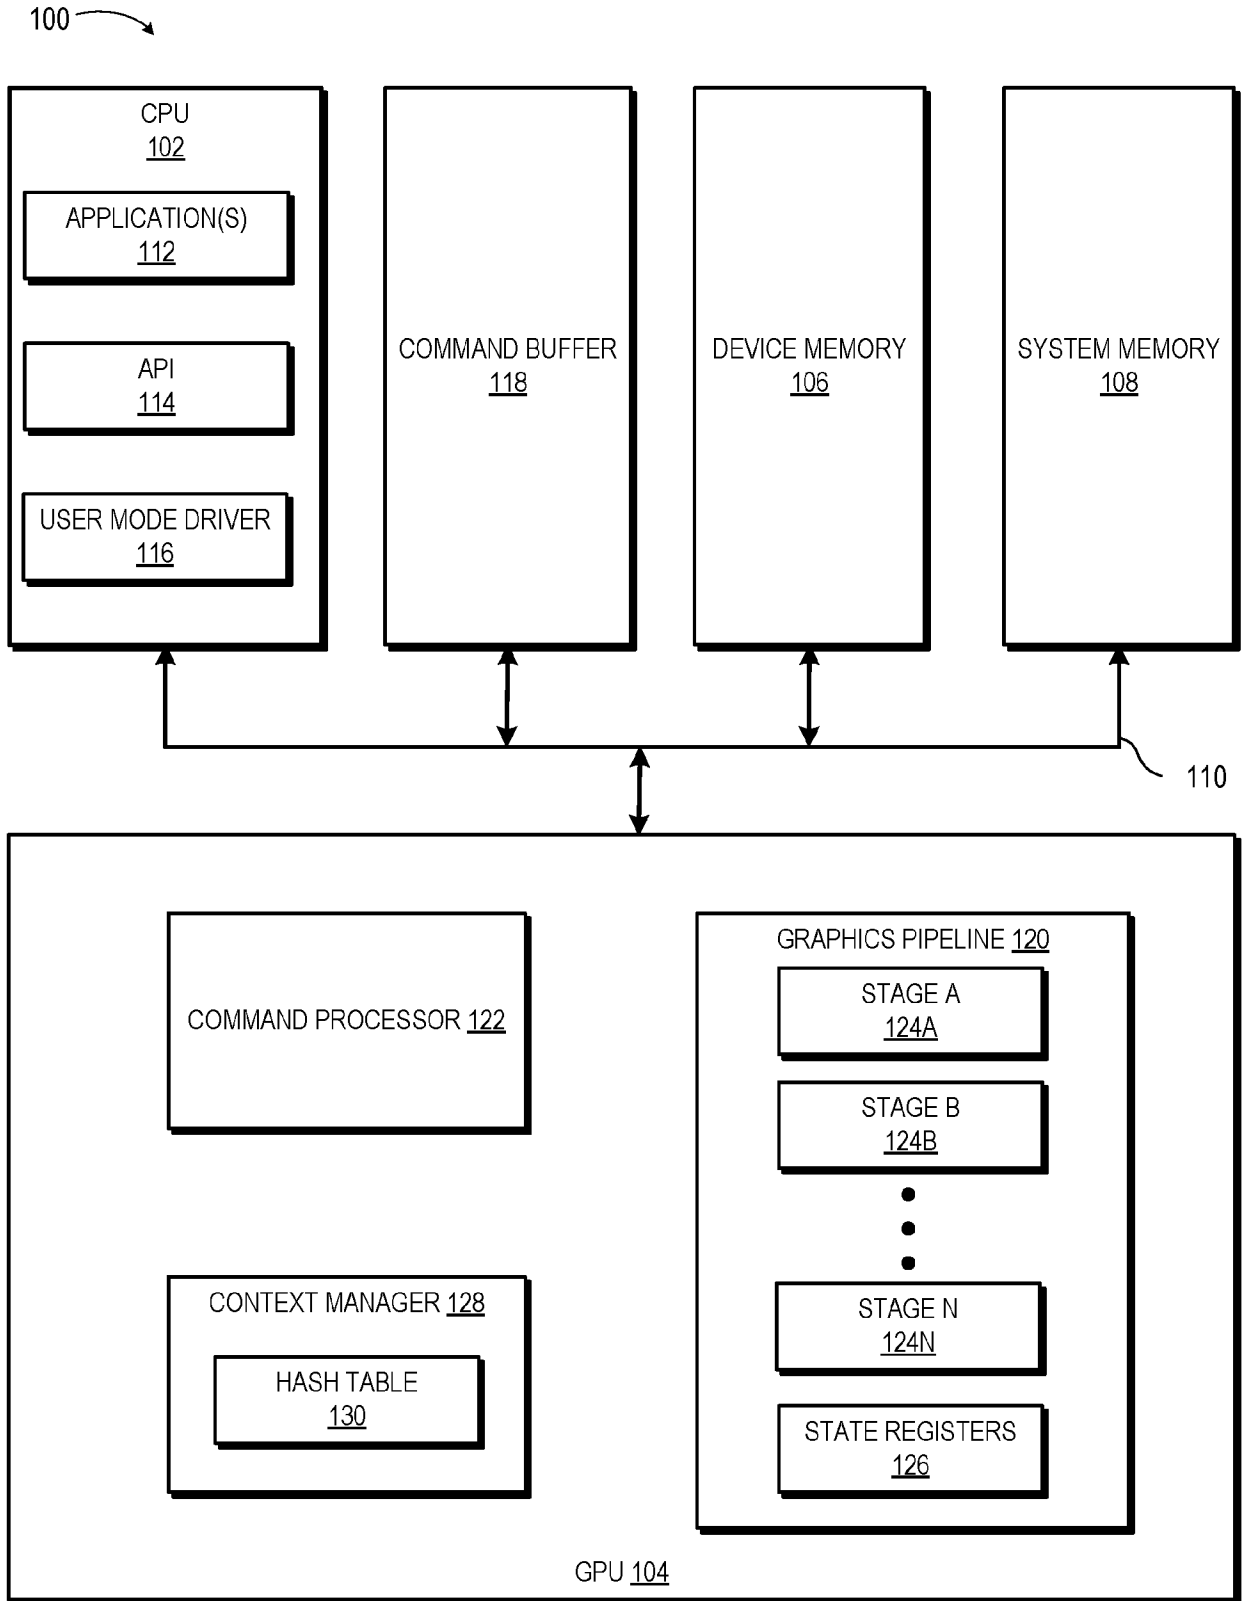 100
CPU
102
APPLICATION(S)
112
API
114
USER MODE DRIVER
116
COMMAND BUFFER
118
DEVICE MEMORY
106
SYSTEM MEMORY
108
110
COMMAND PROCESSOR 122
CONTEXT MANAGER 128
HASH TABLE
130
GRAPHICS PIPELINE 120
STAGE A
124A
STAGE B
124B
STAGE N
124N
STATE REGISTERS
126
GPU 104